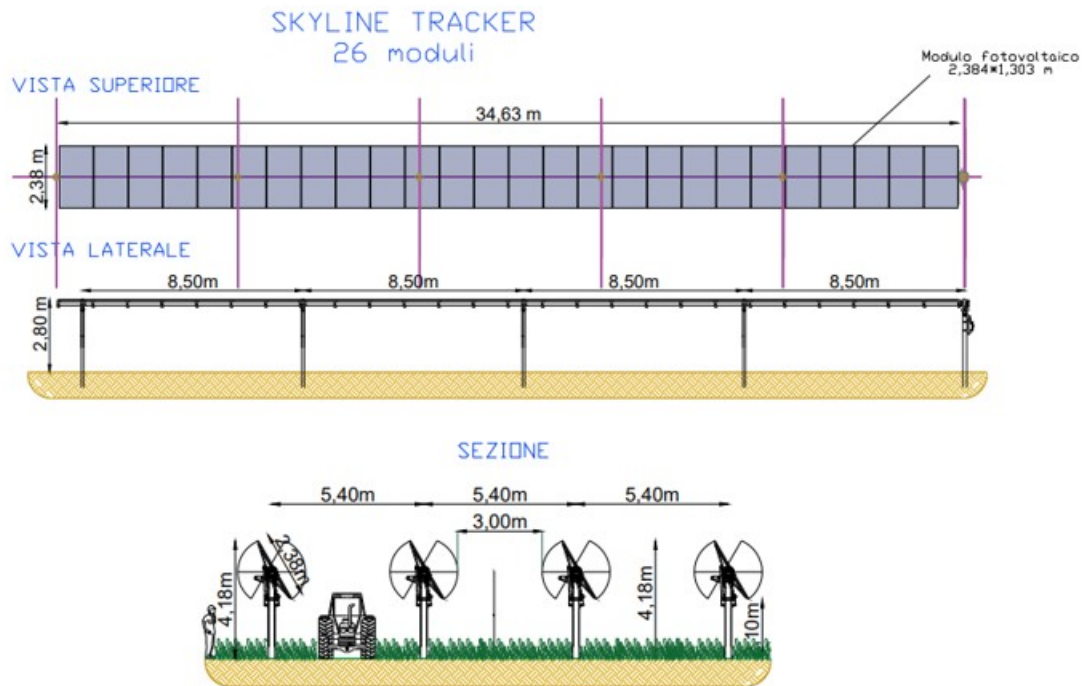 SKYLINE TRACKER
26 moduli
Modulo fotovoltaico
2,384*1,303 m
VISTA SUPERIORE
34,63 m
2,38 m
VISTA LATERALE
8,50m
8,50m
8,50m
8,50m
2,80 m
SEZIONE
5,40m
5,40m
5,40m
3,00m
2,38m
4,18m
4,18m
10m